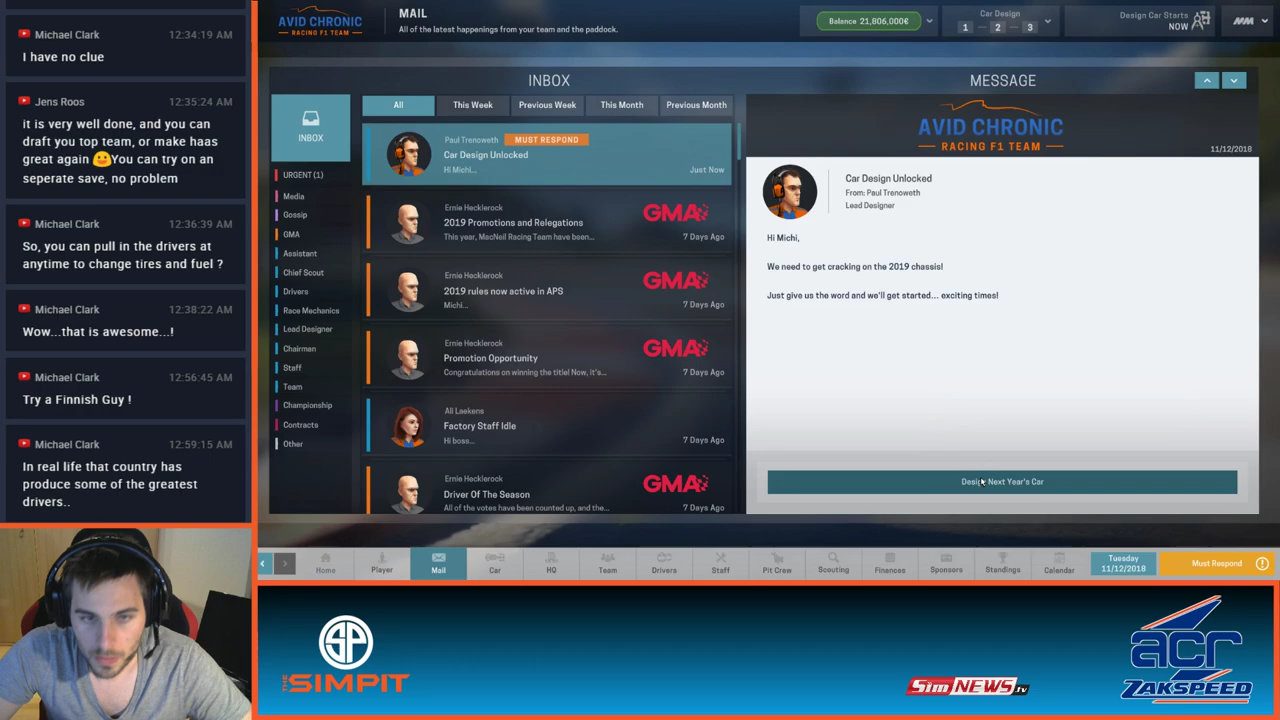 Michael Clark 12:34:19 AM
I have no clue
Jens Roos 12:35:24 AM
it is very well done, and you can
draft you top team, or make haas
great again 😀You can try on an
seperate save, no problem
Michael Clark 12:36:39 AM
So, you can pull in the drivers at
anytime to change tires and fuel ?
Michael Clark 12:38:22 AM
Wow...that is awesome...!
Michael Clark 12:56:45 AM
Try a Finnish Guy !
Michael Clark 12:59:15 AM
In real life that country has
produce some of the greatest
drivers..
AVID CHRONIC
RACING F1 TEAM
MAIL
All of the latest happenings from your team and the paddock.
Balance 21,806,000€
Car Design
1 2 3
Design Car Starts
NOW
INBOX
MESSAGE
INBOX
URGENT (1)
Media
Gossip
GMA
Assistant
Chief Scout
Drivers
Race Mechanics
Lead Designer
Chairman
Staff
Team
Championship
Contracts
Other
All This Week Previous Week This Month Previous Month
Paul Trenoweth MUST RESPOND
Car Design Unlocked
Hi Michi... Just Now
Ernie Hecklerock
2019 Promotions and Relegations
This year, MacNeil Racing Team have been...
GMA
7 Days Ago
Ernie Hecklerock
2019 rules now active in APS
Michi...
GMA
7 Days Ago
Ernie Hecklerock
Promotion Opportunity
Congratulations on winning the title! Now, it's...
GMA
7 Days Ago
Ali Laekens
Factory Staff Idle
Hi boss...
7 Days Ago
Ernie Hecklerock
Driver Of The Season
All of the votes have been counted up, and the...
GMA
7 Days Ago
AVID CHRONIC
RACING F1 TEAM
11/12/2018
Car Design Unlocked
From: Paul Trenoweth
Lead Designer
Hi Michi,
We need to get cracking on the 2019 chassis!
Just give us the word and we'll get started... exciting times!
Design Next Year's Car
Home Player Mail Car HQ Team Drivers Staff Pit Crew Scouting Finances Sponsors Standings Calendar
Tuesday
11/12/2018
Must Respond
SP
THE SIMPIT
SimNEWS.tv
acr
ZAKSPEED